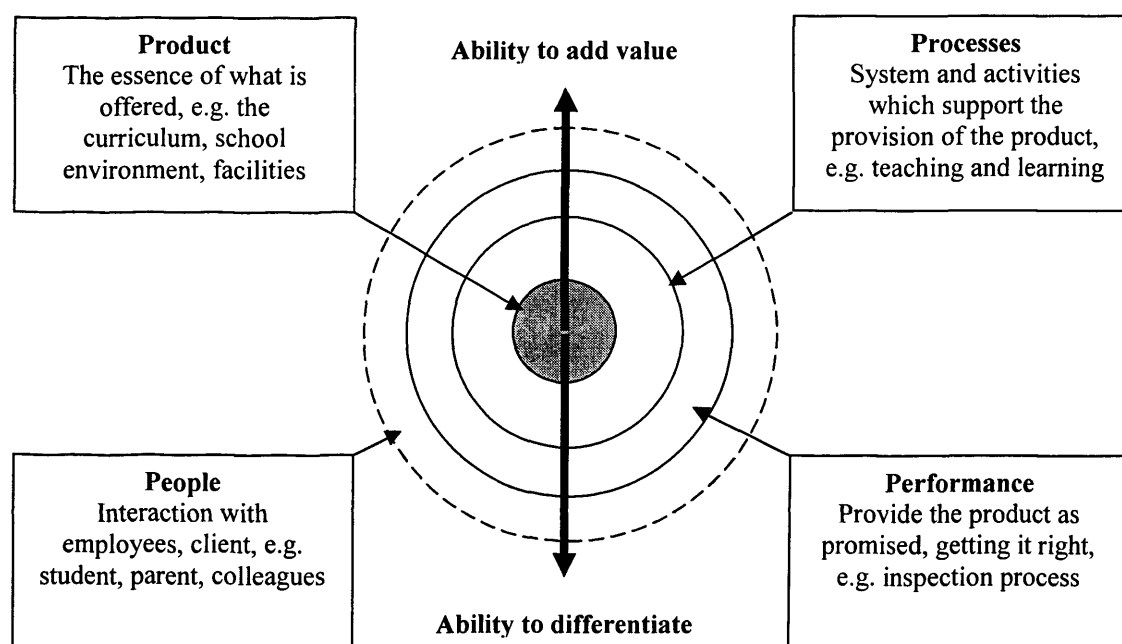 Product
The essence of what is
offered, e.g. the
curriculum, school
environment, facilities
Ability to add value
Processes
System and activities
which support the
provision of the product,
e.g. teaching and learning
People
Interaction with
employees, client, e.g.
student, parent, colleagues
Ability to differentiate
Performance
Provide the product as
promised, getting it right,
e.g. inspection process